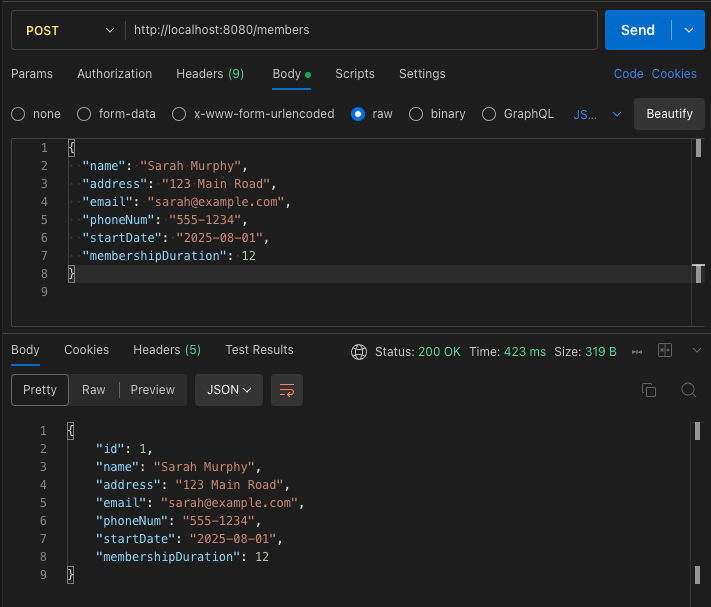 POST http://localhost:8080/members Send
Params Authorization Headers (9) Body Scripts Settings Code Cookies
none form-data x-www-form-urlencoded raw binary GraphQL JS... Beautify
1 {
2 "name": "Sarah Murphy",
3 "address": "123 Main Road",
4 "email": "sarah@example.com",
5 "phoneNum": "555-1234",
6 "startDate": "2025-08-01",
7 "membershipDuration": 12
8 }
9
Body Cookies Headers (5) Test Results Status: 200 OK Time: 423 ms Size: 319 B
Pretty Raw Preview JSON
1 {
2 "id": 1,
3 "name": "Sarah Murphy",
4 "address": "123 Main Road",
5 "email": "sarah@example.com",
6 "phoneNum": "555-1234",
7 "startDate": "2025-08-01",
8 "membershipDuration": 12
9 }